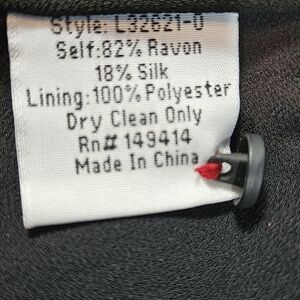 Style: L32621-0
Self:82% Rayon
18% Silk
Lining:100% Polyester
Dry Clean Only
Rn# 149414
Made In China